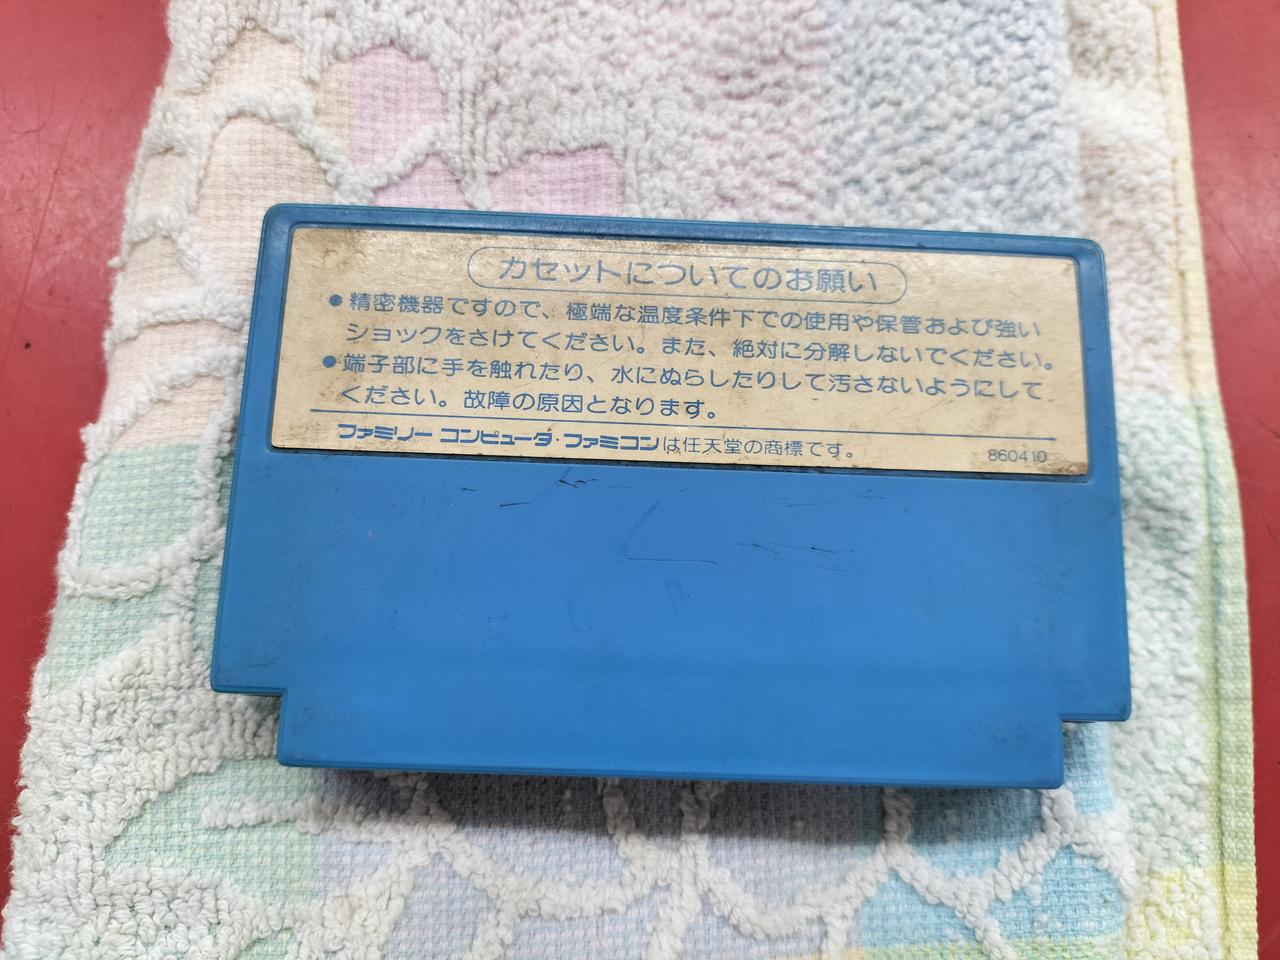 カセットについてのお願い
●精密機器ですので、極端な温度条件下での使用や保管および強い
ショックをさけてください。また、絶対に分解しないでください。
●端子部に手を触れたり、水にぬらしたりして汚さないようにして
ください。故障の原因となります。
ファミリー コンピュータ・ファミコンは任天堂の商標です。
860410